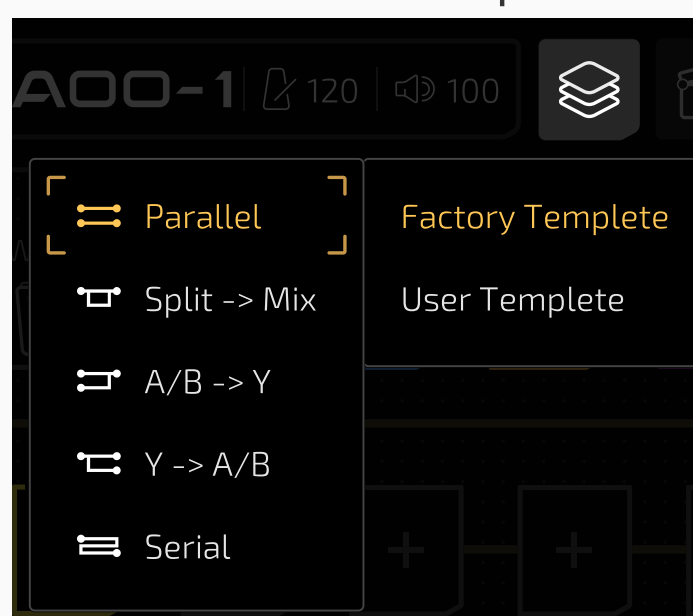 A00-1 120 100
Parallel
Split -> Mix
A/B -> Y
Y -> A/B
Serial
Factory Templete
User Templete